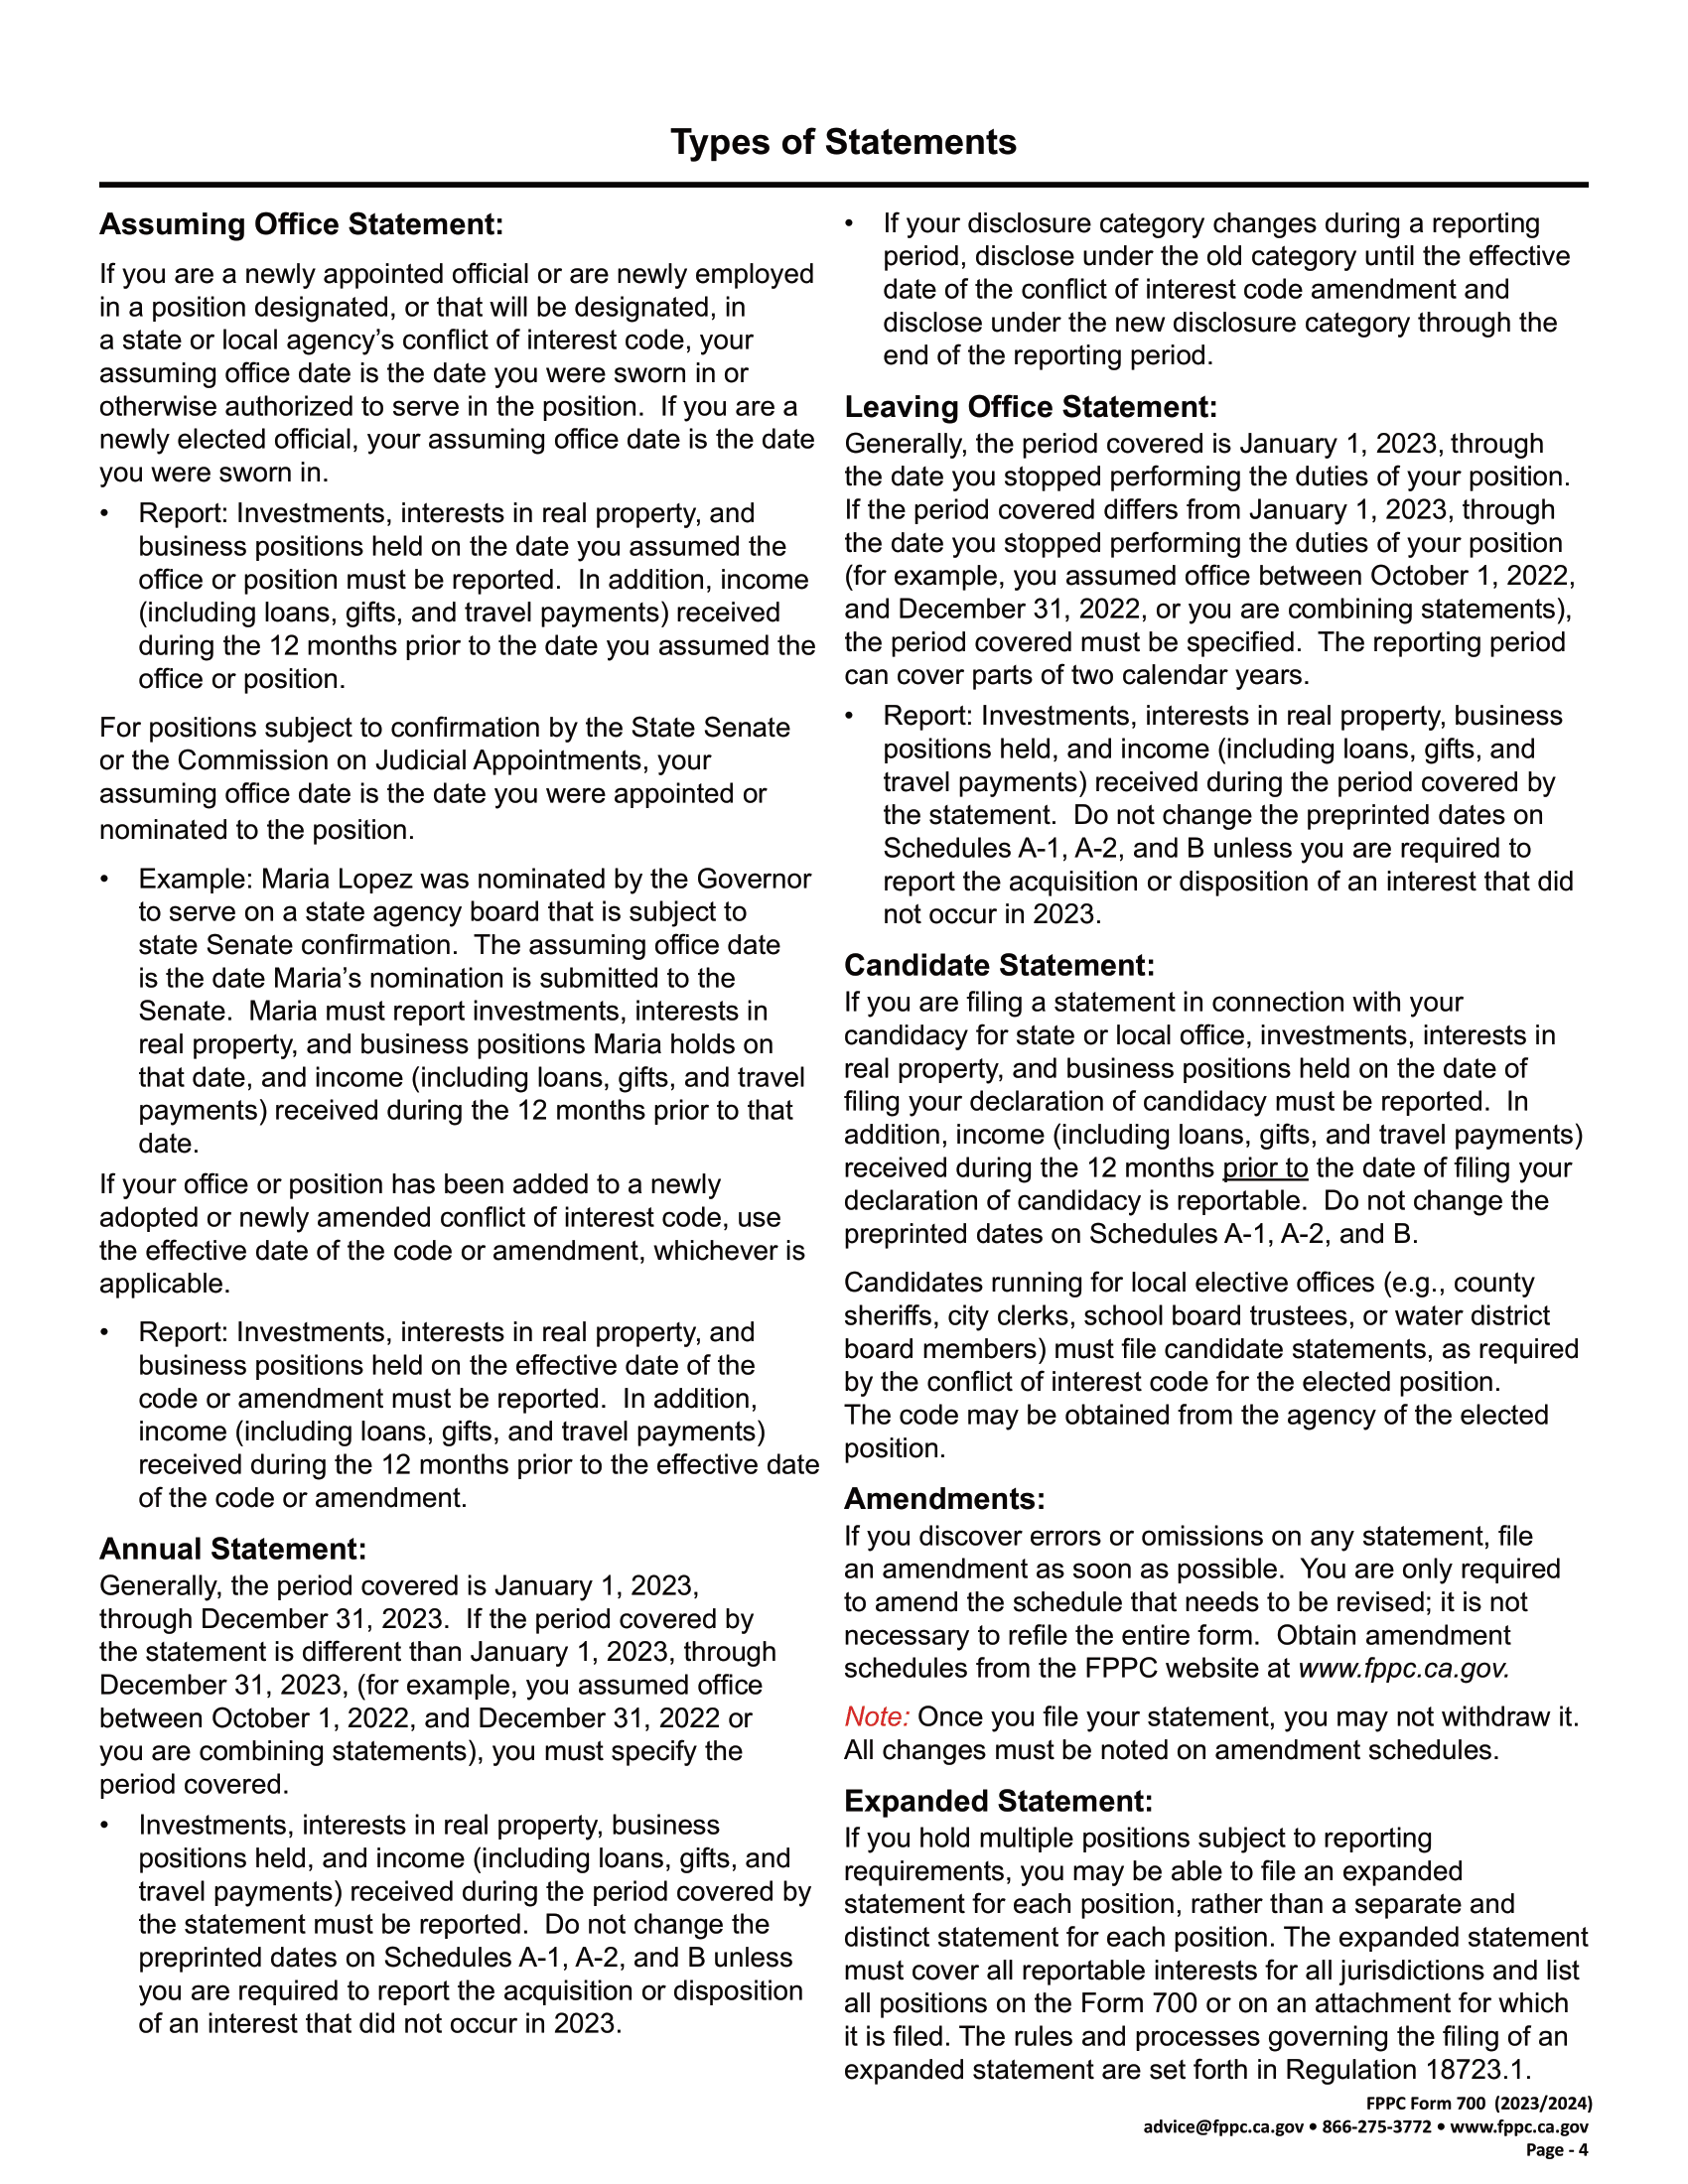 Types of Statements
Assuming Office Statement:
If you are a newly appointed official or are newly employed
in a position designated, or that will be designated, in
a state or local agency’s conflict of interest code, your
assuming office date is the date you were sworn in or
otherwise authorized to serve in the position.  If you are a
newly elected official, your assuming office date is the date
you were sworn in.
• Report: Investments, interests in real property, and
business positions held on the date you assumed the
office or position must be reported.  In addition, income
(including loans, gifts, and travel payments) received
during the 12 months prior to the date you assumed the
office or position.
For positions subject to confirmation by the State Senate
or the Commission on Judicial Appointments, your
assuming office date is the date you were appointed or
nominated to the position.
• Example: Maria Lopez was nominated by the Governor
to serve on a state agency board that is subject to
state Senate confirmation.  The assuming office date
is the date Maria’s nomination is submitted to the
Senate.  Maria must report investments, interests in
real property, and business positions Maria holds on
that date, and income (including loans, gifts, and travel
payments) received during the 12 months prior to that
date.
If your office or position has been added to a newly
adopted or newly amended conflict of interest code, use
the effective date of the code or amendment, whichever is
applicable.
• Report: Investments, interests in real property, and
business positions held on the effective date of the
code or amendment must be reported.  In addition,
income (including loans, gifts, and travel payments)
received during the 12 months prior to the effective date
of the code or amendment.
Annual Statement:
Generally, the period covered is January 1, 2023,
through December 31, 2023.  If the period covered by
the statement is different than January 1, 2023, through
December 31, 2023, (for example, you assumed office
between October 1, 2022, and December 31, 2022 or
you are combining statements), you must specify the
period covered.
• Investments, interests in real property, business
positions held, and income (including loans, gifts, and
travel payments) received during the period covered by
the statement must be reported.  Do not change the
preprinted dates on Schedules A-1, A-2, and B unless
you are required to report the acquisition or disposition
of an interest that did not occur in 2023.
• If your disclosure category changes during a reporting
period, disclose under the old category until the effective
date of the conflict of interest code amendment and
disclose under the new disclosure category through the
end of the reporting period.
Leaving Office Statement:
Generally, the period covered is January 1, 2023, through
the date you stopped performing the duties of your position.
If the period covered differs from January 1, 2023, through
the date you stopped performing the duties of your position
(for example, you assumed office between October 1, 2022,
and December 31, 2022, or you are combining statements),
the period covered must be specified.  The reporting period
can cover parts of two calendar years.
• Report: Investments, interests in real property, business
positions held, and income (including loans, gifts, and
travel payments) received during the period covered by
the statement.  Do not change the preprinted dates on
Schedules A-1, A-2, and B unless you are required to
report the acquisition or disposition of an interest that did
not occur in 2023.
Candidate Statement:
If you are filing a statement in connection with your
candidacy for state or local office, investments, interests in
real property, and business positions held on the date of
filing your declaration of candidacy must be reported.  In
addition, income (including loans, gifts, and travel payments)
received during the 12 months prior to the date of filing your
declaration of candidacy is reportable.  Do not change the
preprinted dates on Schedules A-1, A-2, and B.
Candidates running for local elective offices (e.g., county
sheriffs, city clerks, school board trustees, or water district
board members) must file candidate statements, as required
by the conflict of interest code for the elected position.
The code may be obtained from the agency of the elected
position.
Amendments:
If you discover errors or omissions on any statement, file
an amendment as soon as possible.  You are only required
to amend the schedule that needs to be revised; it is not
necessary to refile the entire form.  Obtain amendment
schedules from the FPPC website at www.fppc.ca.gov.
Note: Once you file your statement, you may not withdraw it.
All changes must be noted on amendment schedules.
Expanded Statement:
If you hold multiple positions subject to reporting
requirements, you may be able to file an expanded
statement for each position, rather than a separate and
distinct statement for each position. The expanded statement
must cover all reportable interests for all jurisdictions and list
all positions on the Form 700 or on an attachment for which
it is filed. The rules and processes governing the filing of an
expanded statement are set forth in Regulation 18723.1.
FPPC Form 700  (2023/2024)
advice@fppc.ca.gov • 866-275-3772 • www.fppc.ca.gov
Page - 4